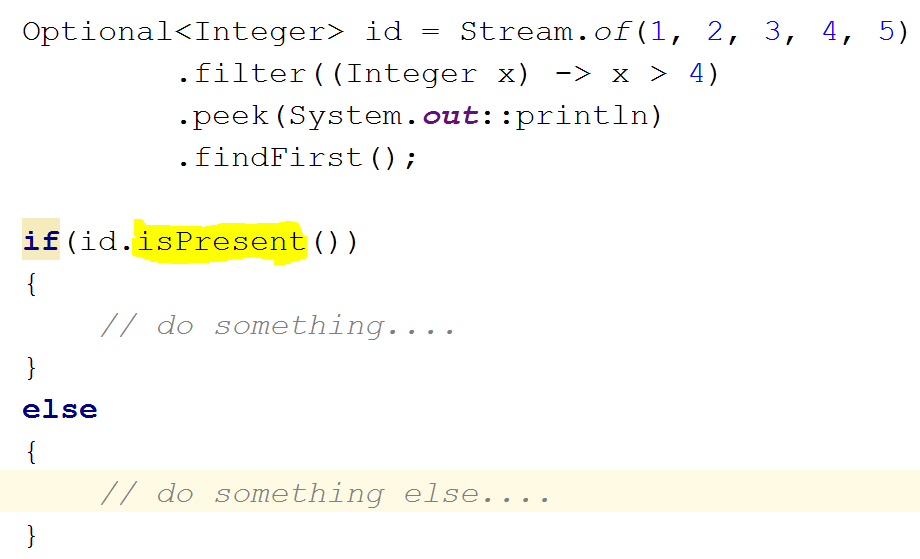 Optional<Integer> id = Stream.of(1, 2, 3, 4, 5)
        .filter((Integer x) -> x > 4)
        .peek(System.out::println)
        .findFirst();

if(id.isPresent())
{
    // do something....
}
else
{
    // do something else....
}